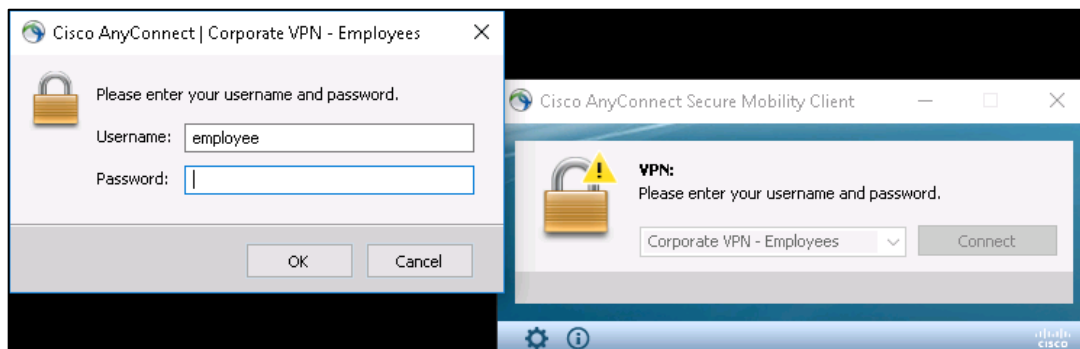 Cisco AnyConnect | Corporate VPN - Employees
Please enter your username and password.
Username: employee
Password:
OK Cancel
Cisco AnyConnect Secure Mobility Client
VPN:
Please enter your username and password.
Corporate VPN - Employees Connect
CISCO